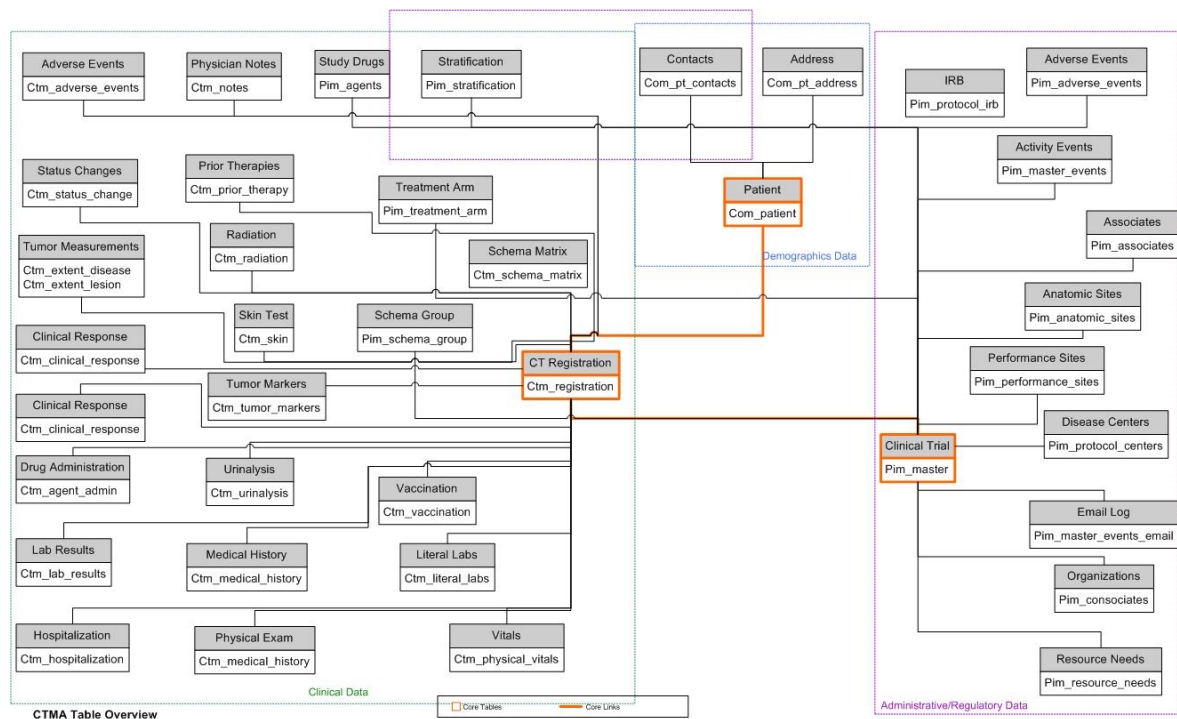 Adverse Events
Ctm_adverse_events
Physician Notes
Ctm_notes
Study Drugs
Pim_agents
Stratification
Pim_stratification
Contacts
Com_pt_contacts
Address
Com_pt_address
IRB
Pim_protocol_irb
Adverse Events
Pim_adverse_events
Activity Events
Pim_master_events
Status Changes
Ctm_status_change
Prior Therapies
Ctm_prior_therapy
Treatment Arm
Pim_treatment_arm
Patient
Com_patient
Associates
Pim_associates
Tumor Measurements
Ctm_extent_disease
Ctm_extent_lesion
Radiation
Ctm_radiation
Schema Matrix
Ctm_schema_matrix
Demographics Data
Anatomic Sites
Pim_anatomic_sites
Skin Test
Ctm_skin
Schema Group
Pim_schema_group
Clinical Response
Ctm_clinical_response
CT Registration
Ctm_registration
Performance Sites
Pim_performance_sites
Tumor Markers
Ctm_tumor_markers
Clinical Response
Ctm_clinical_response
Disease Centers
Pim_protocol_centers
Clinical Trial
Pim_master
Drug Administration
Ctm_agent_admin
Urinalysis
Ctm_urinalysis
Vaccination
Ctm_vaccination
Email Log
Pim_master_events_email
Lab Results
Ctm_lab_results
Medical History
Ctm_medical_history
Literal Labs
Ctm_literal_labs
Organizations
Pim_consociates
Hospitalization
Ctm_hospitalization
Physical Exam
Ctm_medical_history
Vitals
Ctm_physical_vitals
Resource Needs
Pim_resource_needs
Clinical Data
Administrative/Regulatory Data
Core Tables
Core Links
CTMA Table Overview